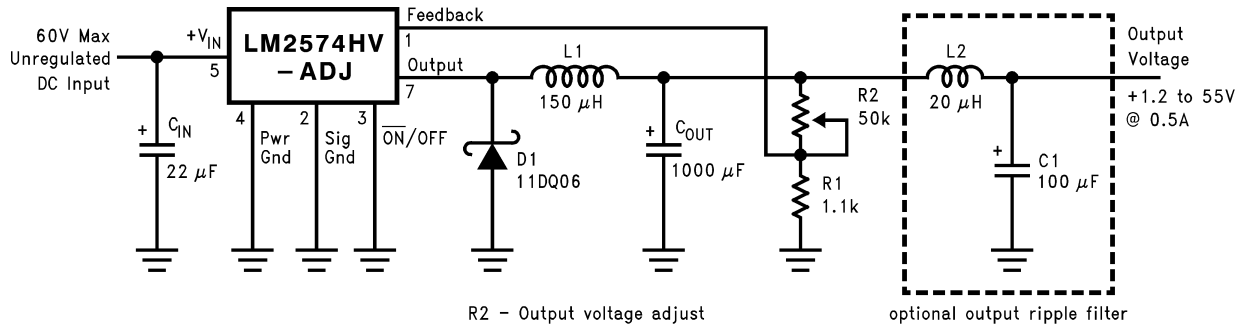 60V Max
Unregulated
DC Input
+VIN
5
LM2574HV
-ADJ
Feedback
1
Output
7
4
Pwr
Gnd
2
Sig
Gnd
3
ON/OFF
+
CIN
22 μF
L1
150 μH
D1
11DQ06
+
COUT
1000 μF
R2
50k
R1
1.1k
L2
20 μH
+
C1
100 μF
Output
Voltage
+1.2 to 55V
@ 0.5A
R2 - Output voltage adjust
optional output ripple filter